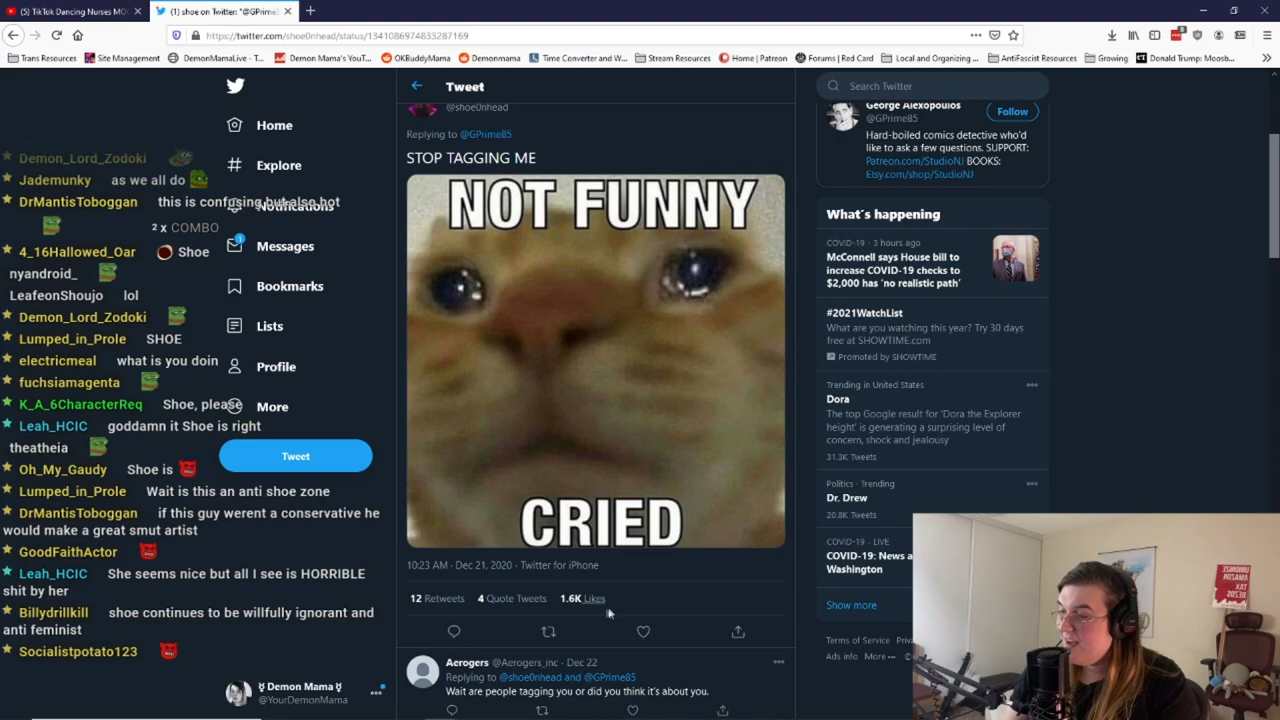 (5) TikTok Dancing Nurses MO
(1) shoe on Twitter: "@GPrime
https://twitter.com/shoe0nhead/status/1341086974833287169
Trans Resources
Site Management
DemonMamaLive - T...
Demon Mama's YouT...
OKBuddyMama
Demonmama
Time Converter and W...
Stream Resources
Home | Patreon
Forums | Red Card
Local and Organizing ...
AntiFascist Resources
Growing
Donald Trump: Moosb...
Demon_Lord_Zodoki
Jademunky as we all do
DrMantisToboggan this is confusing but also hot
2 x COMBO
4_16Hallowed_Oar Shoe
nyandroid_
LeafeonShoujo lol
Demon_Lord_Zodoki
Lumped_in_Prole SHOE
electricmeal what is you doin
fuchsiamagenta
K_A_6CharacterReq Shoe, please
Leah_HCIC goddamn it Shoe is right
theatheia
Oh_My_Gaudy Shoe is
Lumped_in_Prole Wait is this an anti shoe zone
DrMantisToboggan if this guy werent a conservative he
would make a great smut artist
GoodFaithActor
Leah_HCIC She seems nice but all I see is HORRIBLE
shit by her
Billydrillkill shoe continues to be willfully ignorant and
anti feminist
Socialistpotato123
Home
Explore
Notifications
Messages
Bookmarks
Lists
Profile
More
Tweet
☿ Demon Mama ☿
@YourDemonMama
Tweet
@shoe0nhead
Replying to @GPrime85
STOP TAGGING ME
NOT FUNNY
CRIED
10:23 AM · Dec 21, 2020 · Twitter for iPhone
12 Retweets 4 Quote Tweets 1.6K Likes
Aerogers @Aerogers_inc · Dec 22
Replying to @shoe0nhead and @GPrime85
Wait are people tagging you or did you think it's about you.
Search Twitter
George Alexopoulos
@GPrime85
Follow
Hard-boiled comics detective who'd
like to ask a few questions. SUPPORT:
Patreon.com/StudioNJ BOOKS:
Etsy.com/shop/StudioNJ
What's happening
COVID-19 · 3 hours ago
McConnell says House bill to
increase COVID-19 checks to
$2,000 has 'no realistic path'
#2021WatchList
What are you watching this year? Try 30 days
free at SHOWTIME.com
Promoted by SHOWTIME
Trending in United States
Dora
The top Google result for 'Dora the Explorer
height' is generating a surprising level of
concern, shock and jealousy
31.3K Tweets
Politics · Trending
Dr. Drew
20.8K Tweets
COVID-19 · LIVE
COVID-19: News a
Washington
Show more
Terms of Service Priva
Ads info More ··· ©
UNIONIZE
AMAZON
TAX
BEZOS